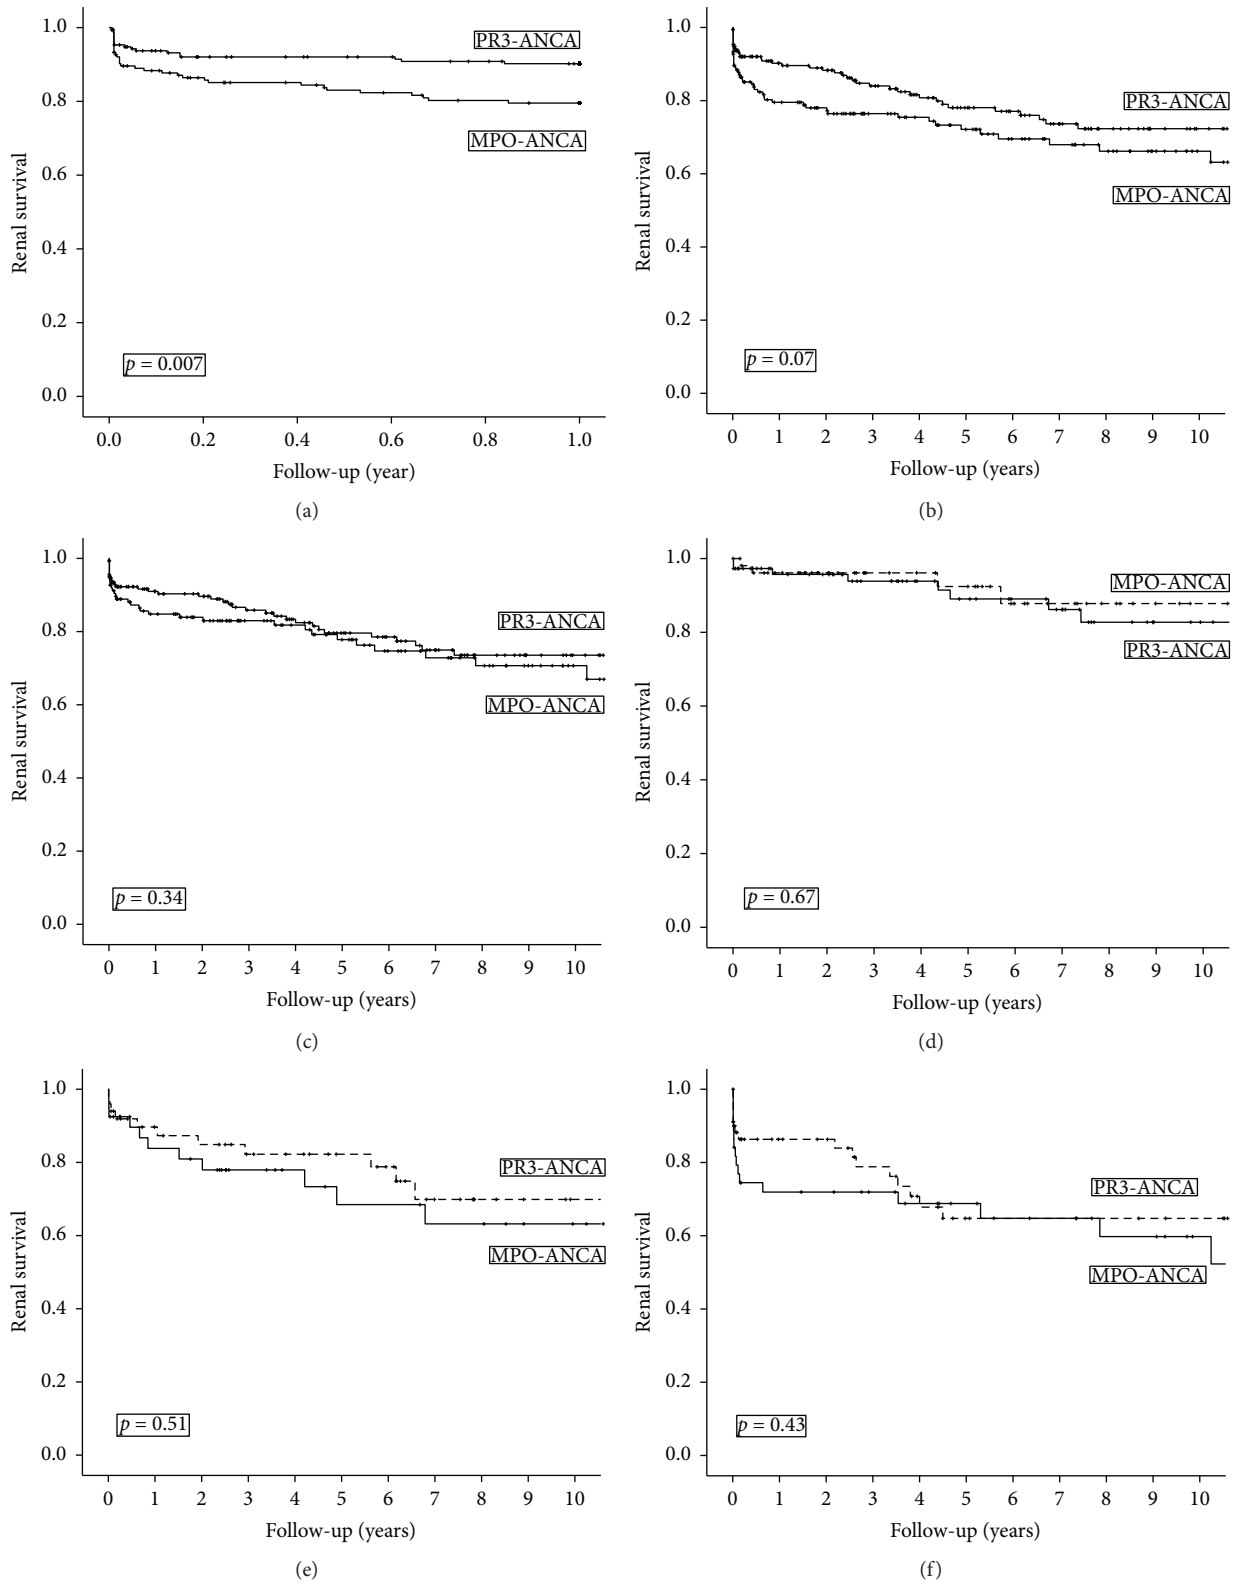 1.0
PR3-ANCA
0.8
MPO-ANCA
0.6
Renal survival
0.4
0.2
p = 0.007
0.0
0.0 0.2 0.4 0.6 0.8 1.0
Follow-up (year)
(a)
1.0
PR3-ANCA
0.8
MPO-ANCA
0.6
Renal survival
0.4
0.2
p = 0.07
0.0
0 1 2 3 4 5 6 7 8 9 10
Follow-up (years)
(b)
1.0
PR3-ANCA
0.8
MPO-ANCA
0.6
Renal survival
0.4
0.2
p = 0.34
0.0
0 1 2 3 4 5 6 7 8 9 10
Follow-up (years)
(c)
1.0
MPO-ANCA
0.8
PR3-ANCA
0.6
Renal survival
0.4
0.2
p = 0.67
0.0
0 1 2 3 4 5 6 7 8 9 10
Follow-up (years)
(d)
1.0
PR3-ANCA
0.8
MPO-ANCA
0.6
Renal survival
0.4
0.2
p = 0.51
0.0
0 1 2 3 4 5 6 7 8 9 10
Follow-up (years)
(e)
1.0
PR3-ANCA
0.8
MPO-ANCA
0.6
Renal survival
0.4
0.2
p = 0.43
0.0
0 1 2 3 4 5 6 7 8 9 10
Follow-up (years)
(f)